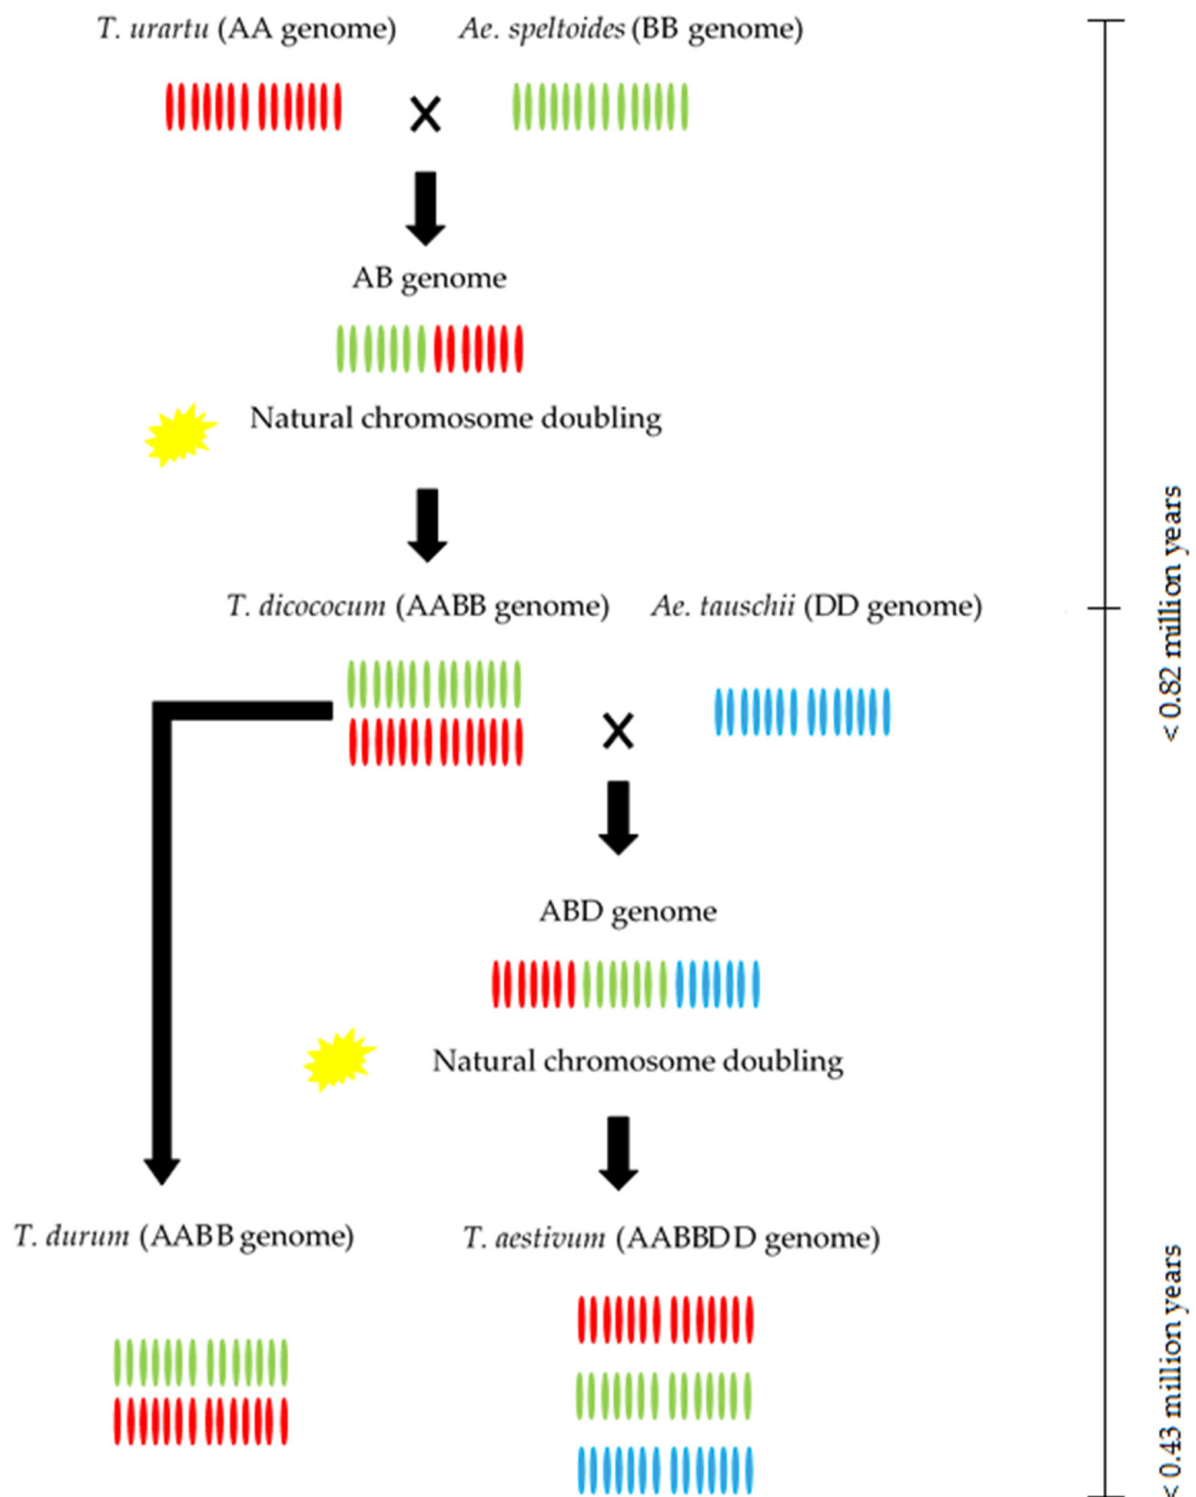 T. urartu (AA genome)
Ae. speltoides (BB genome)
AB genome
Natural chromosome doubling
T. dicococum (AABB genome)
Ae. tauschii (DD genome)
< 0.82 million years
ABD genome
Natural chromosome doubling
T. durum (AABB genome)
T. aestivum (AABBDD genome)
< 0.43 million years